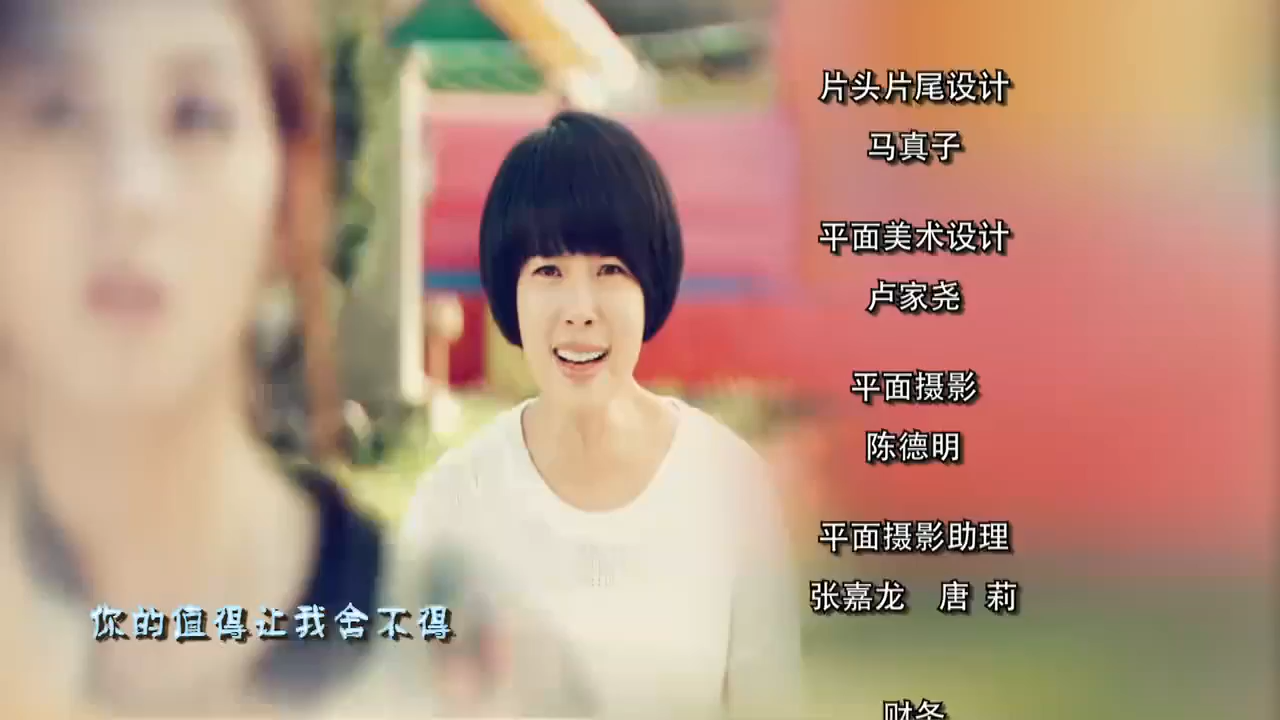 片头片尾设计
马真子
平面美术设计
卢家尧
平面摄影
陈德明
平面摄影助理
张嘉龙 唐 莉
你的值得让我舍不得
财务